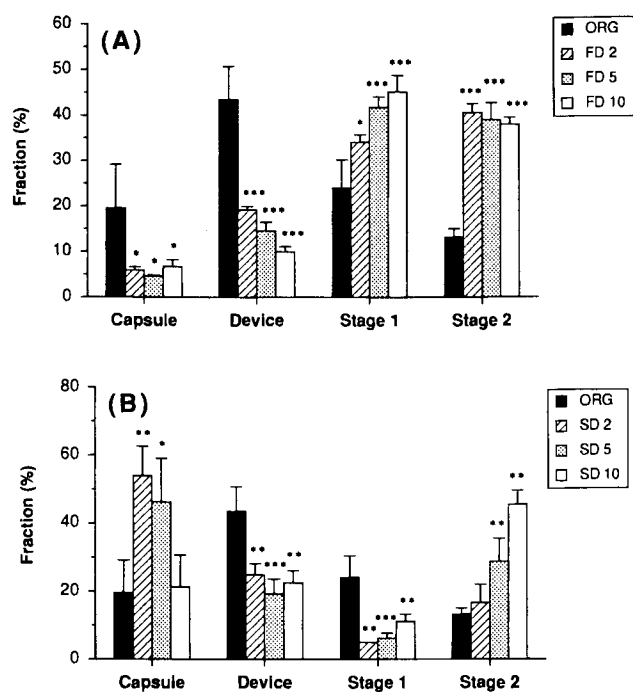 (A)
ORG
FD 2
FD 5
FD 10
Fraction (%)
60
50
40
30
20
10
0
* * *
*** *** ***
* *** ***
*** *** ***
Capsule Device Stage 1 Stage 2
(B)
ORG
SD 2
SD 5
SD 10
Fraction (%)
80
60
40
20
0
** *
** *** **
** *** **
** **
Capsule Device Stage 1 Stage 2